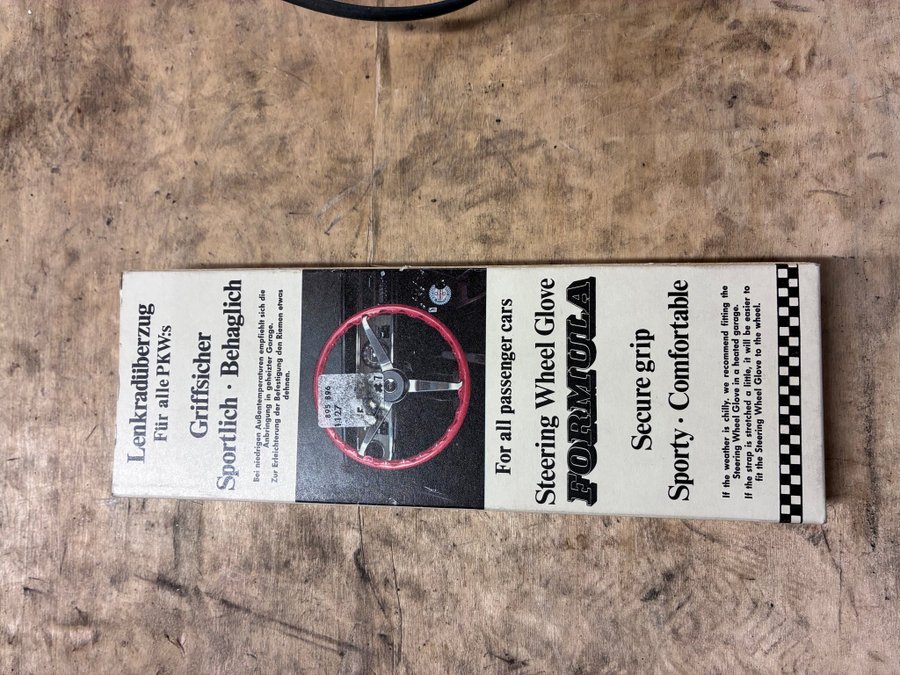 Lenkradüberzug
Für alle PKW:s
Griffsicher
Sportlich · Behaglich
Bei niedrigen Außentemperaturen empfiehlt sich die
Anbringung in geheizter Garage.
Zur Erleichterung der Befestigung den Riemen etwas
dehnen.
895 894
1127
For all passenger cars
Steering Wheel Glove
FORMULA
Secure grip
Sporty · Comfortable
If the weather is chilly. we recommend fitting the
Steering Wheel Glove in a heated garage.
If the strap is stretched a little, it will be easier to
fit the Steering Wheel Glove to the wheel.